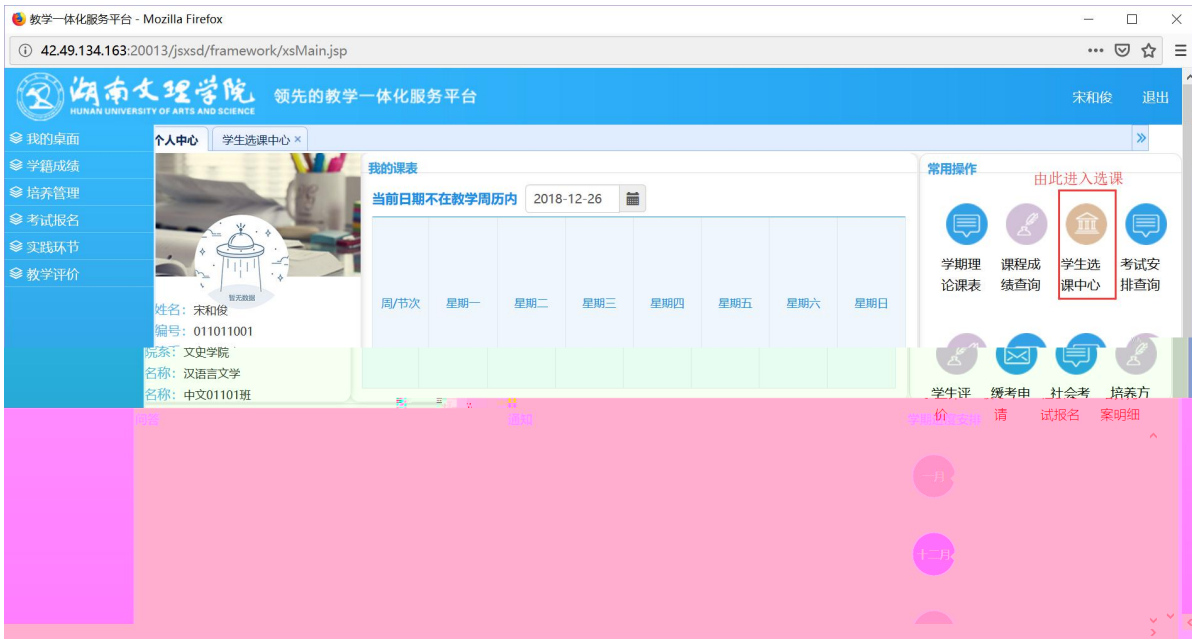 教学一体化服务平台 - Mozilla Firefox
42.49.134.163:20013/jsxsd/framework/xsMain.jsp
湖南文理学院
HUNAN UNIVERSITY OF ARTS AND SCIENCE
领先的教学一体化服务平台
宋和俊 退出
我的桌面
学籍成绩
培养管理
考试报名
实践环节
教学评价
个人中心 学生选课中心 ×
暂无数据
姓名: 宋和俊
编号: 011011001
院系: 文史学院
名称: 汉语言文学
名称: 中文01101班
我的课表
当前日期不在教学周历内 2018-12-26
周/节次 星期一 星期二 星期三 星期四 星期五 星期六 星期日
常用操作
由此进入选课
学期理论课表
课程成绩查询
学生选课中心
考试安排查询
学生评价
缓考申请
社会考试报名
培养方案明细
问答
通知
一月
十二月